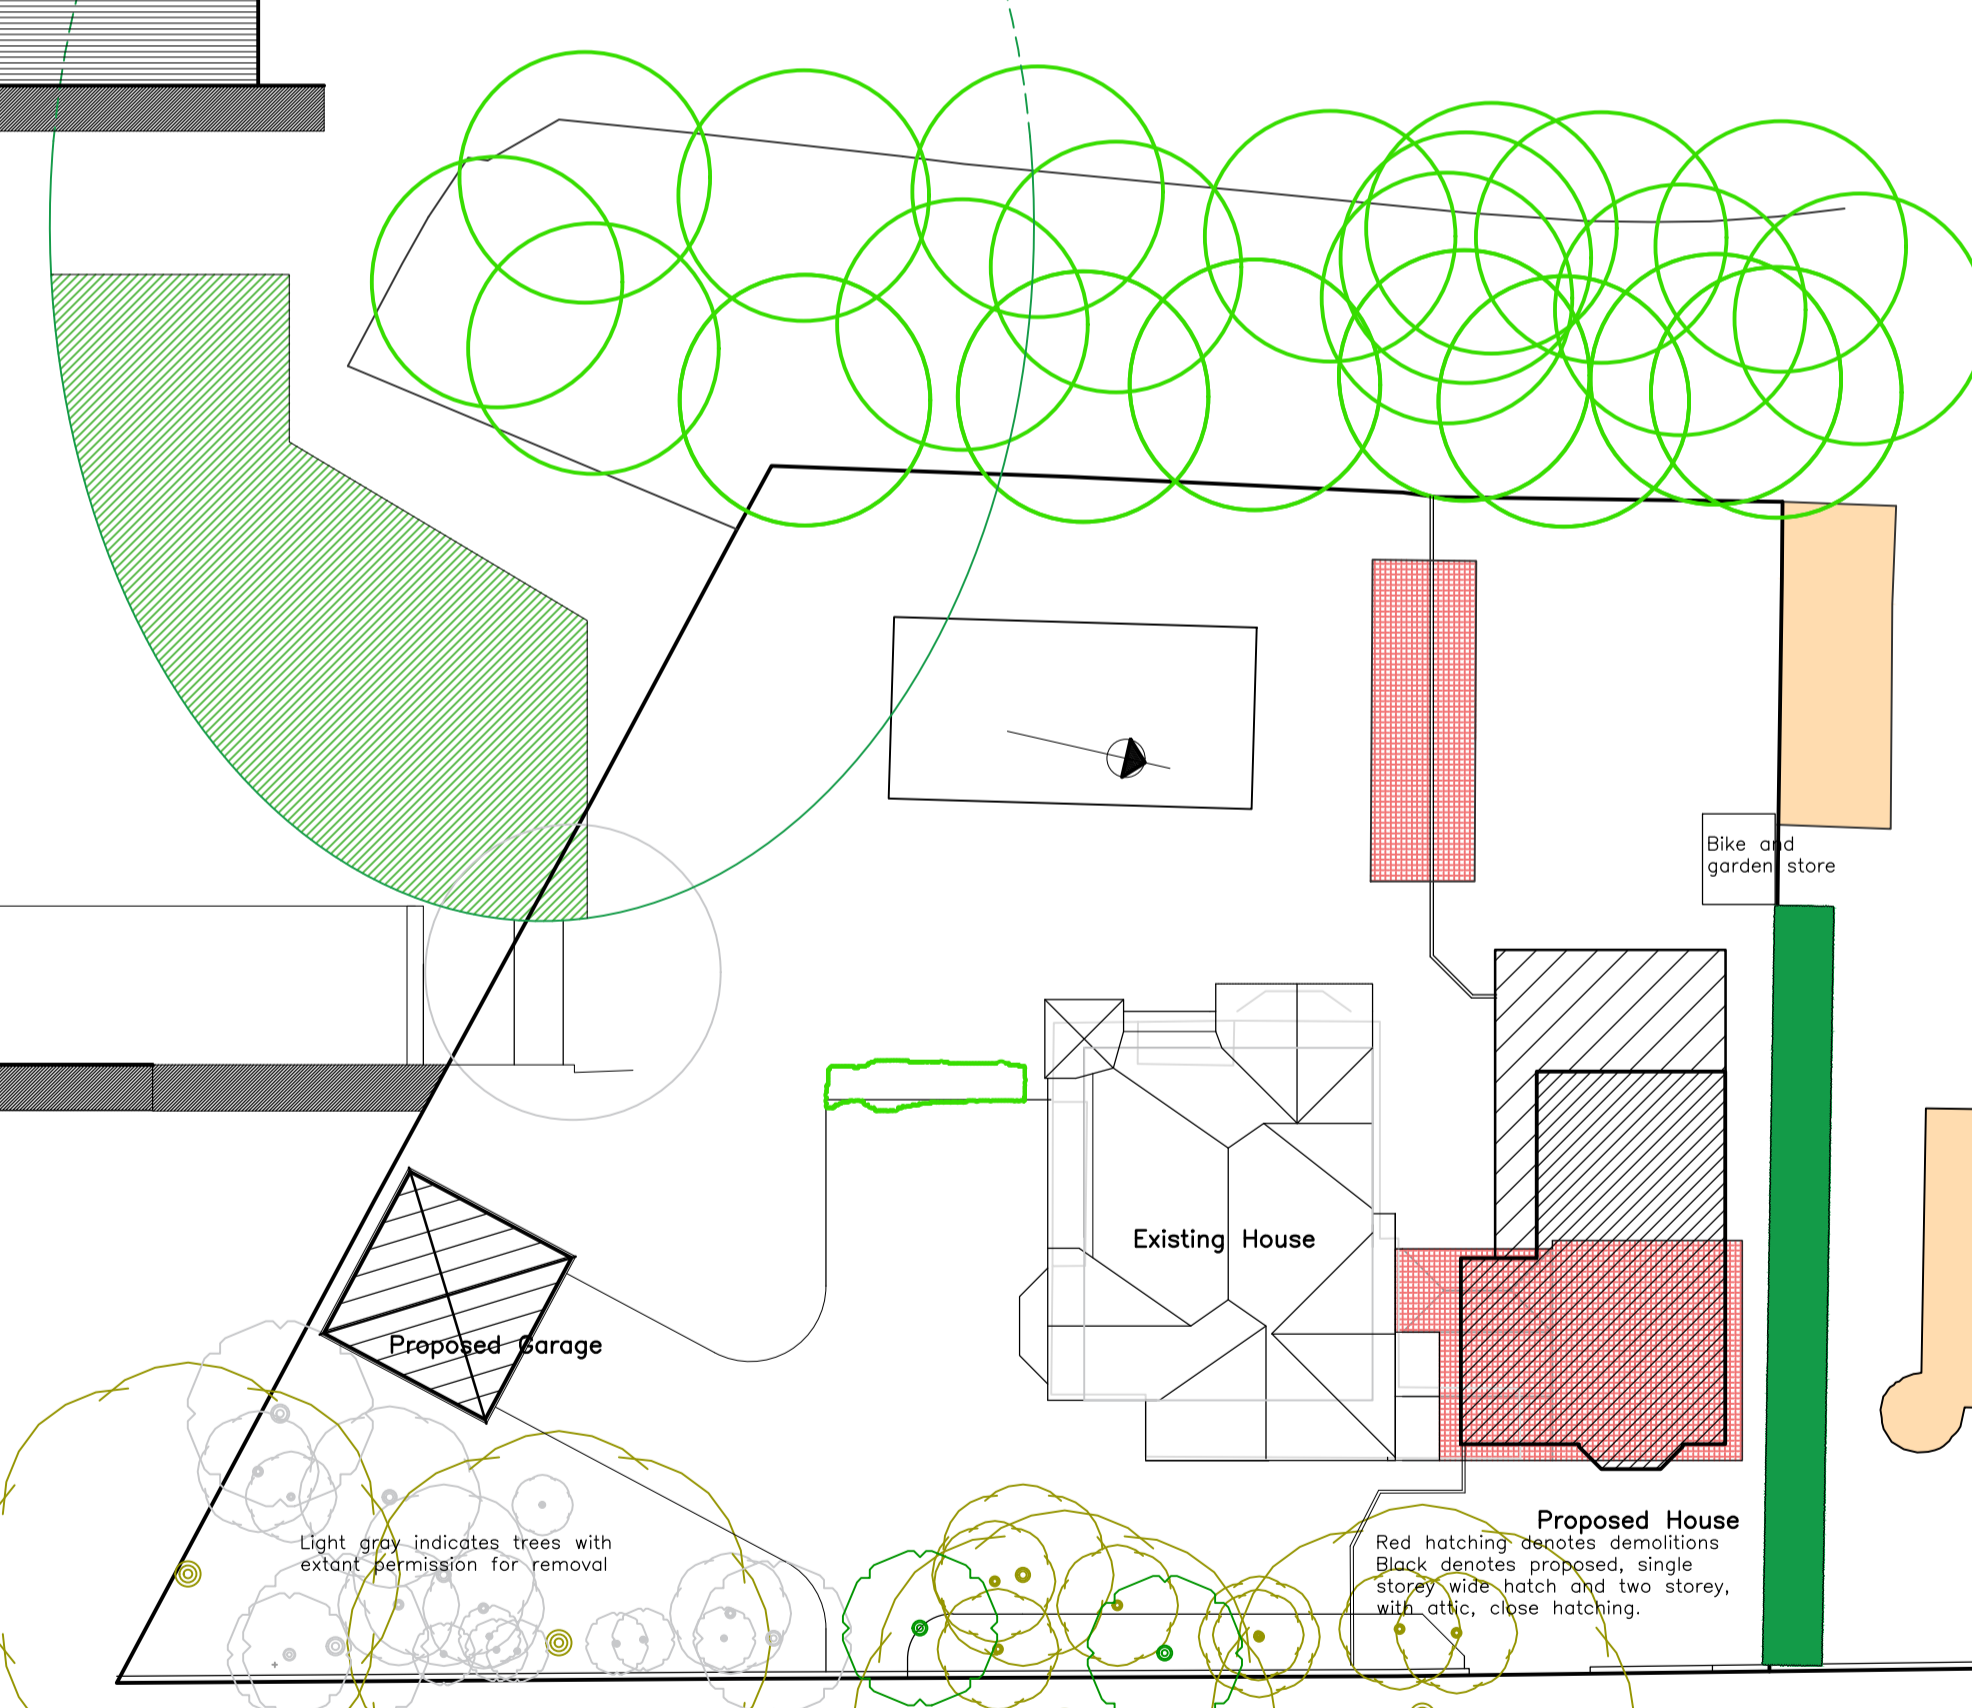 Bike and
garden store
Existing House
Proposed Garage
Light gray indicates trees with
extant permission for removal
Proposed House
Red hatching denotes demolitions
Black denotes proposed, single
storey wide hatch and two storey,
with attic, close hatching.